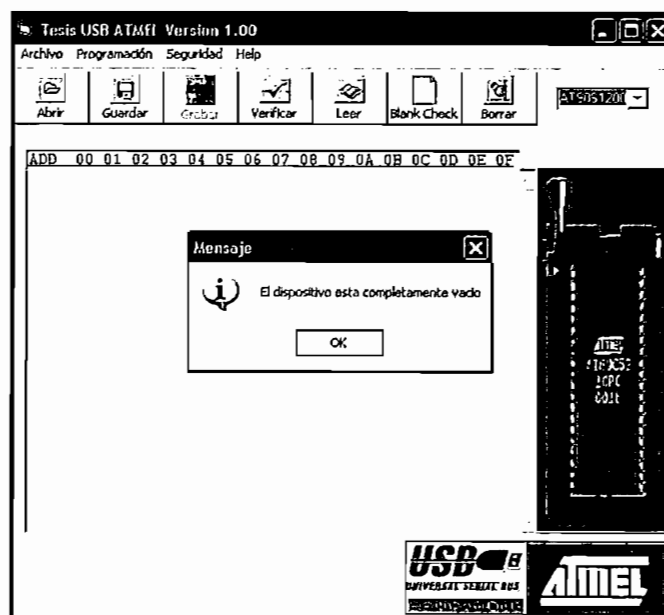 Tesis USB ATMEL Version 1.00
Archivo Programación Seguridad Help
Abrir Guardar Grabar Verificar Leer Blank Check Borrar
ADD 00 01 02 03 04 05 06 07 08 09 0A 0B 0C 0D 0E 0F
Mensaje
El dispositivo esta completamente vacio
OK
ATMEL
USB
UNIVERSAL SERIAL BUS
ATMEL